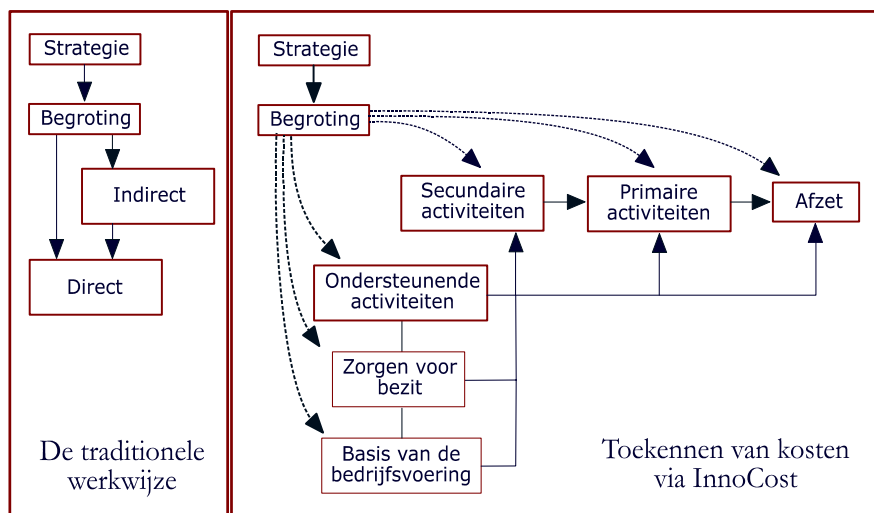 Strategie
Begroting
Indirect
Direct
De traditionele
werkwijze
Strategie
Begroting
Secundaire
activiteiten
Primaire
activiteiten
Afzet
Ondersteunende
activiteiten
Zorgen voor
bezit
Basis van de
bedrijfsvoering
Toekennen van kosten
via InnoCost